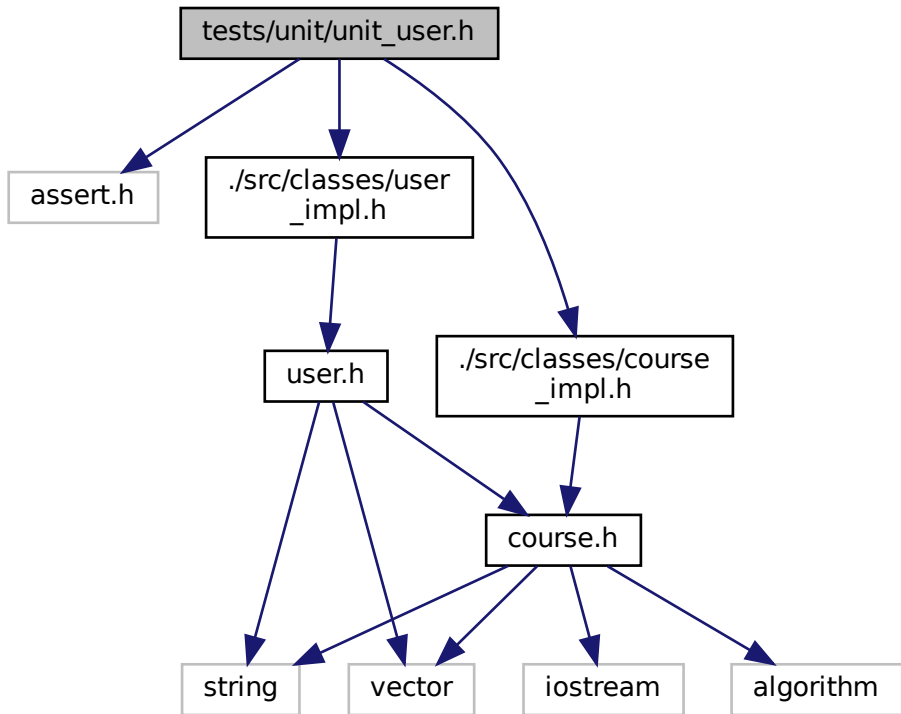 tests/unit/unit_user.h
assert.h
./src/classes/user
_impl.h
user.h
./src/classes/course
_impl.h
course.h
string
vector
iostream
algorithm